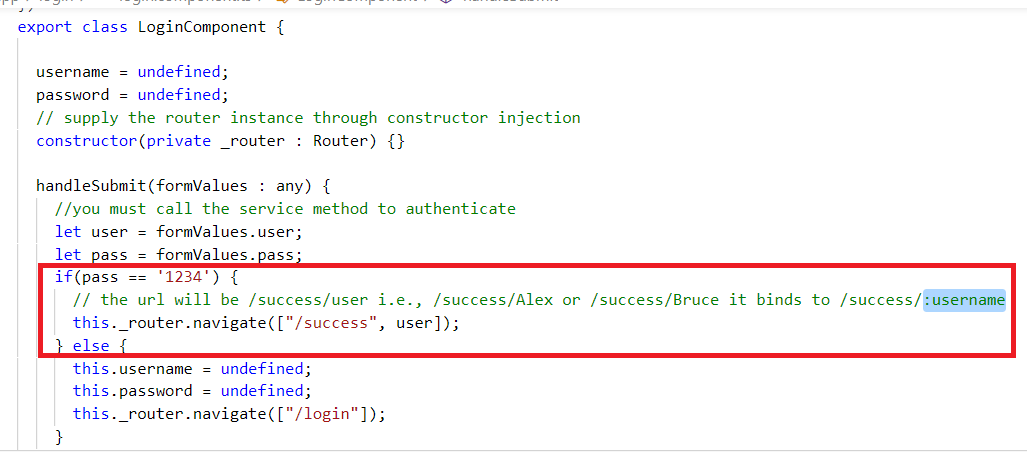 export class LoginComponent {
username = undefined;
password = undefined;
// supply the router instance through constructor injection
constructor(private _router : Router) {}
handleSubmit(formValues : any) {
//you must call the service method to authenticate
let user = formValues.user;
let pass = formValues.pass;
if(pass == '1234') {
// the url will be /success/user i.e., /success/Alex or /success/Bruce it binds to /success/:username
this._router.navigate(["/success", user]);
} else {
this.username = undefined;
this.password = undefined;
this._router.navigate(["/login"]);
}